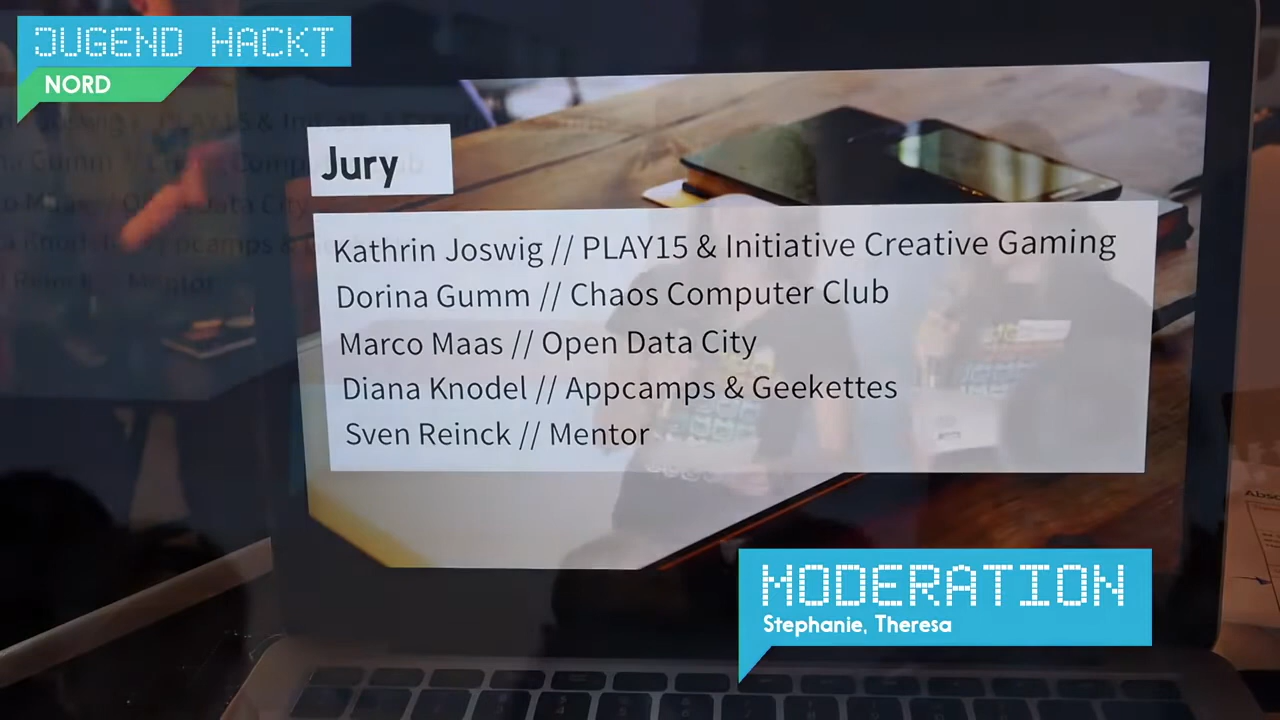 JUGEND HACKT
NORD
Jury
Kathrin Joswig // PLAY15 & Initiative Creative Gaming
Dorina Gumm // Chaos Computer Club
Marco Maas // Open Data City
Diana Knodel // Appcamps & Geekettes
Sven Reinck // Mentor
MODERATION
Stephanie, Theresa